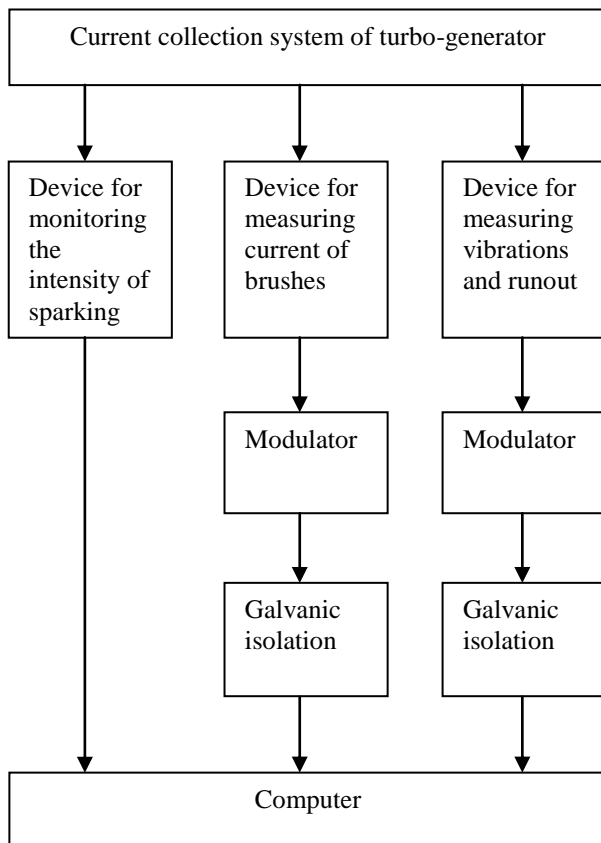 Current collection system of turbo-generator
Device for
monitoring
the
intensity of
sparking
Device for
measuring
current of
brushes
Device for
measuring
vibrations
and runout
Modulator
Modulator
Galvanic
isolation
Galvanic
isolation
Computer